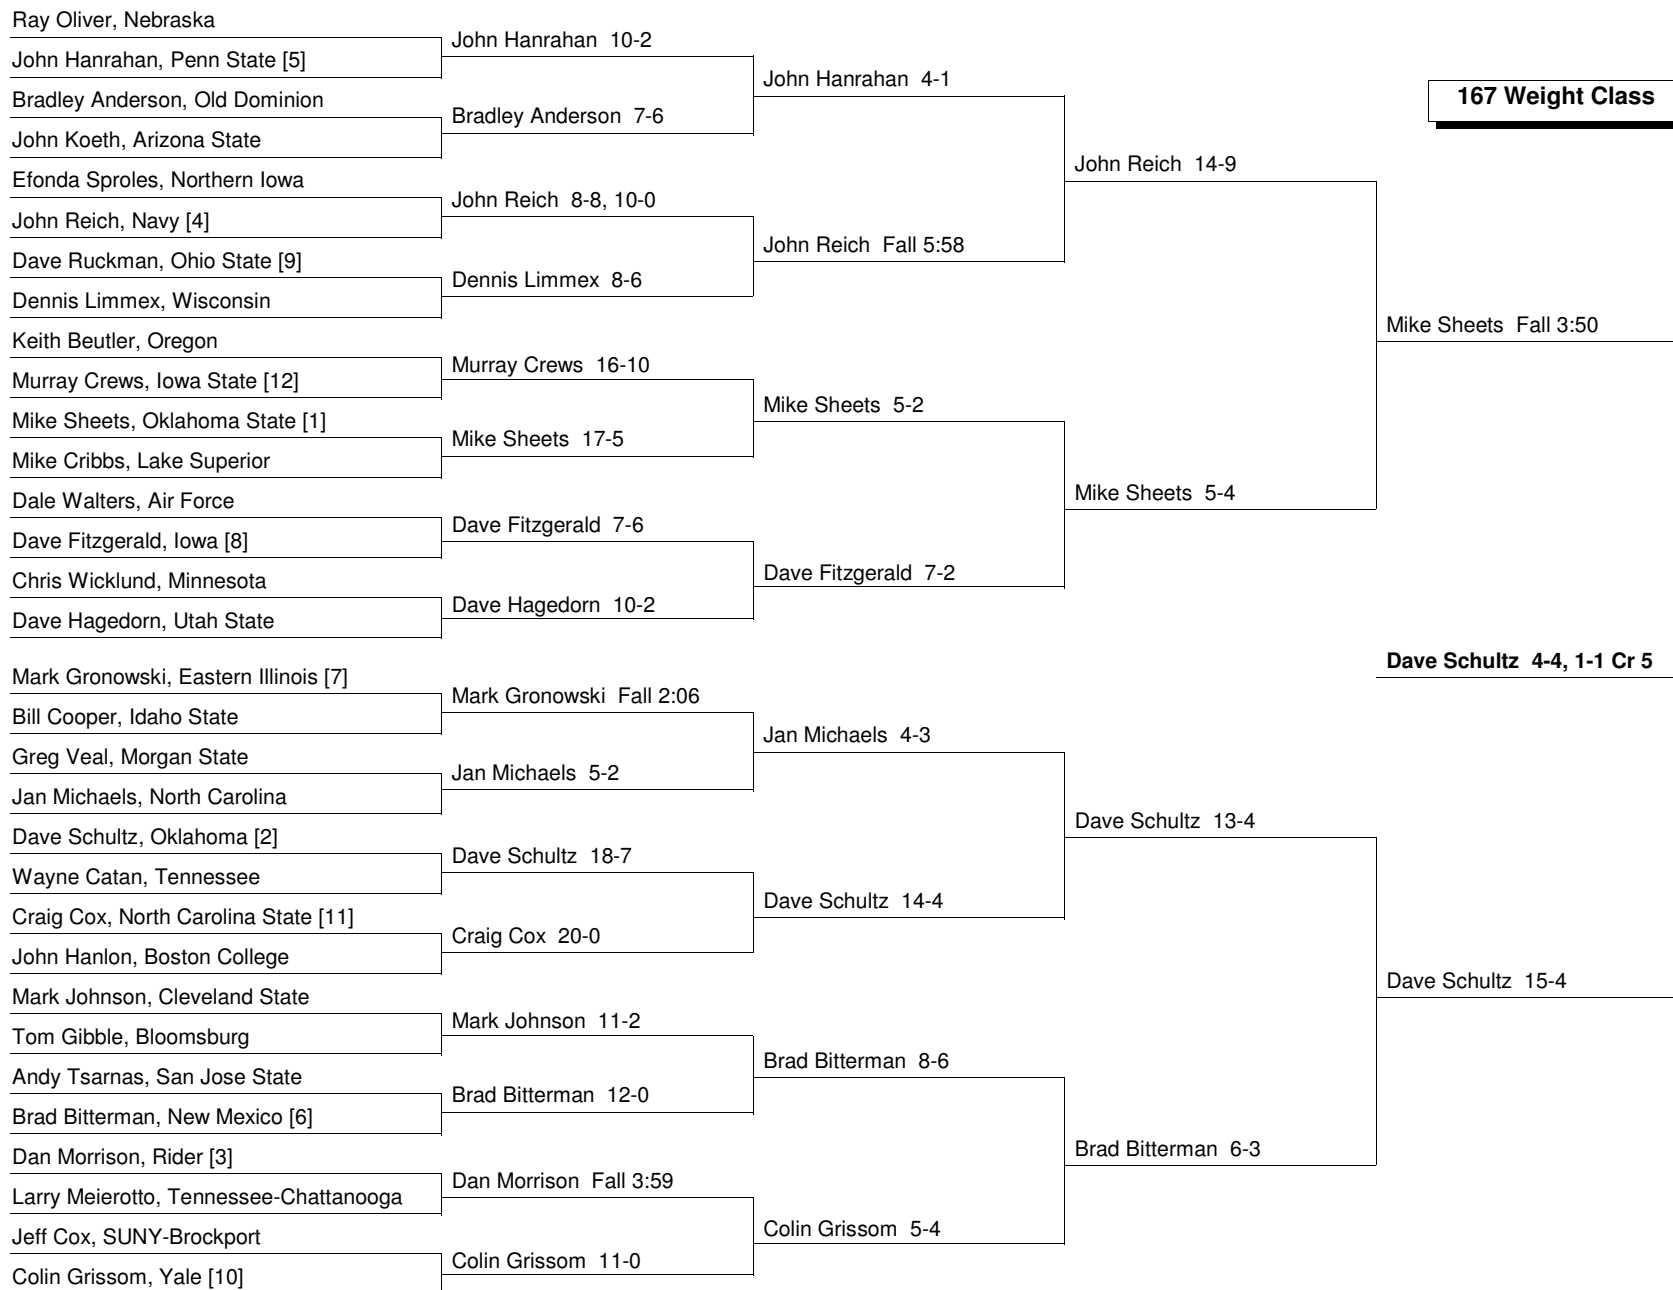 Ray Oliver, Nebraska
John Hanrahan, Penn State [5]
Bradley Anderson, Old Dominion
John Koeth, Arizona State
Efonda Sproles, Northern Iowa
John Reich, Navy [4]
Dave Ruckman, Ohio State [9]
Dennis Limmex, Wisconsin
Keith Beutler, Oregon
Murray Crews, Iowa State [12]
Mike Sheets, Oklahoma State [1]
Mike Cribbs, Lake Superior
Dale Walters, Air Force
Dave Fitzgerald, Iowa [8]
Chris Wicklund, Minnesota
Dave Hagedorn, Utah State
Mark Gronowski, Eastern Illinois [7]
Bill Cooper, Idaho State
Greg Veal, Morgan State
Jan Michaels, North Carolina
Dave Schultz, Oklahoma [2]
Wayne Catan, Tennessee
Craig Cox, North Carolina State [11]
John Hanlon, Boston College
Mark Johnson, Cleveland State
Tom Gibble, Bloomsburg
Andy Tsarnas, San Jose State
Brad Bitterman, New Mexico [6]
Dan Morrison, Rider [3]
Larry Meierotto, Tennessee-Chattanooga
Jeff Cox, SUNY-Brockport
Colin Grissom, Yale [10]
John Hanrahan 10-2
Bradley Anderson 7-6
John Reich 8-8, 10-0
Dennis Limmex 8-6
Murray Crews 16-10
Mike Sheets 17-5
Dave Fitzgerald 7-6
Dave Hagedorn 10-2
Mark Gronowski Fall 2:06
Jan Michaels 5-2
Dave Schultz 18-7
Craig Cox 20-0
Mark Johnson 11-2
Brad Bitterman 12-0
Dan Morrison Fall 3:59
Colin Grissom 11-0
John Hanrahan 4-1
John Reich Fall 5:58
Mike Sheets 5-2
Dave Fitzgerald 7-2
Jan Michaels 4-3
Dave Schultz 14-4
Brad Bitterman 8-6
Colin Grissom 5-4
John Reich 14-9
Mike Sheets 5-4
Dave Schultz 13-4
Brad Bitterman 6-3
167 Weight Class
Mike Sheets Fall 3:50
Dave Schultz 4-4, 1-1 Cr 5
Dave Schultz 15-4